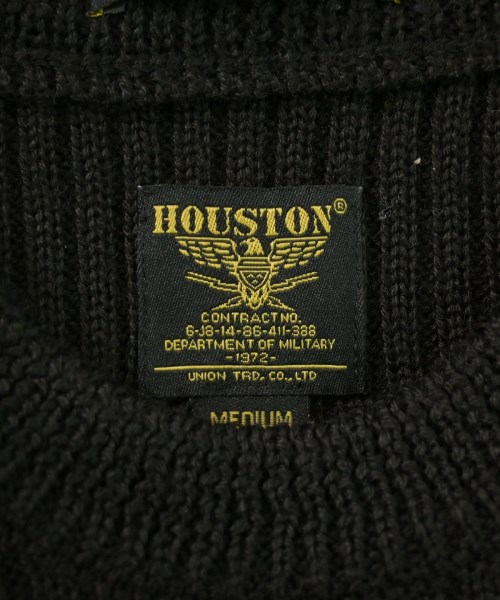 HOUSTON®
CONTRACT NO.
6-J8-14-86-411-388
DEPARTMENT OF MILITARY
-1972-
UNION TRD. CO., LTD
MEDIUM